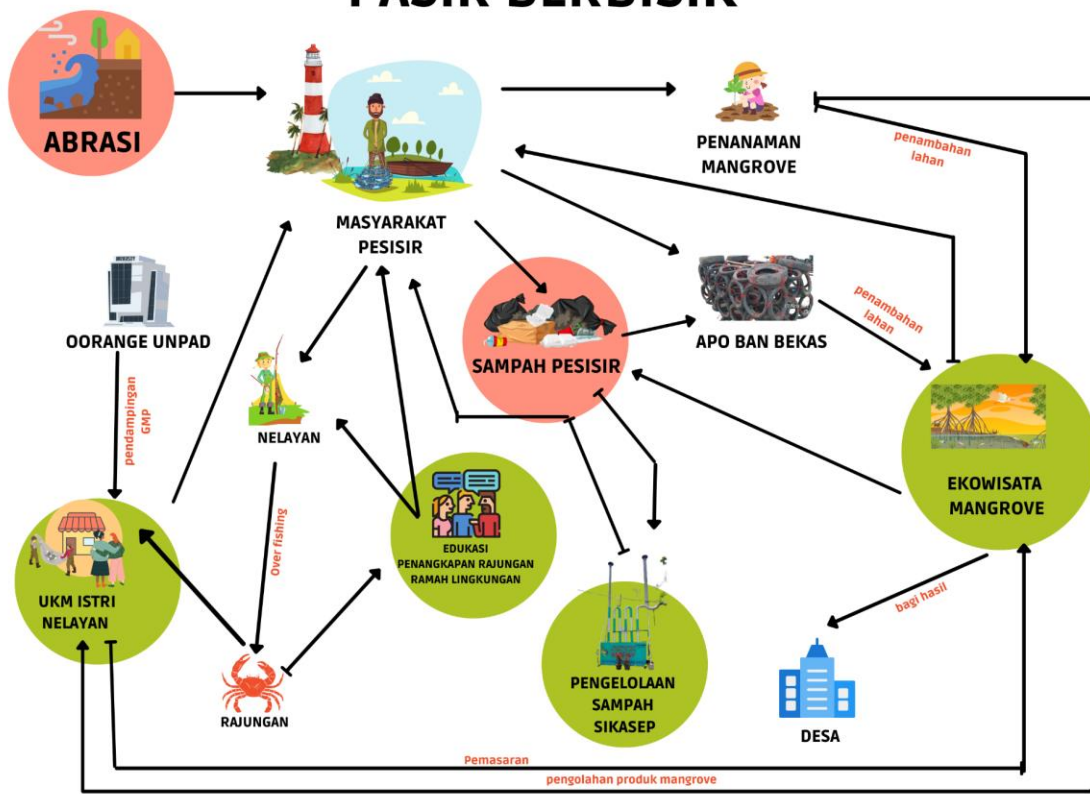 PASIR BERBISIK
ABRASI
MASYARAKAT
PESISIR
PENANAMAN
MANGROVE
penambahan
lahan
OORANGE UNPAD
pendampingan
GMP
NELAYAN
SAMPAH PESISIR
APO BAN BEKAS
penambahan
lahan
EKOWISATA
MANGROVE
Over fishing
EDUKASI
PENANGKAPAN RAJUNGAN
RAMAH LINGKUNGAN
UKM ISTRI
NELAYAN
RAJUNGAN
PENGELOLAAN
SAMPAH
SIKASEP
bagi hasil
DESA
Pemasaran
pengolahan produk mangrove